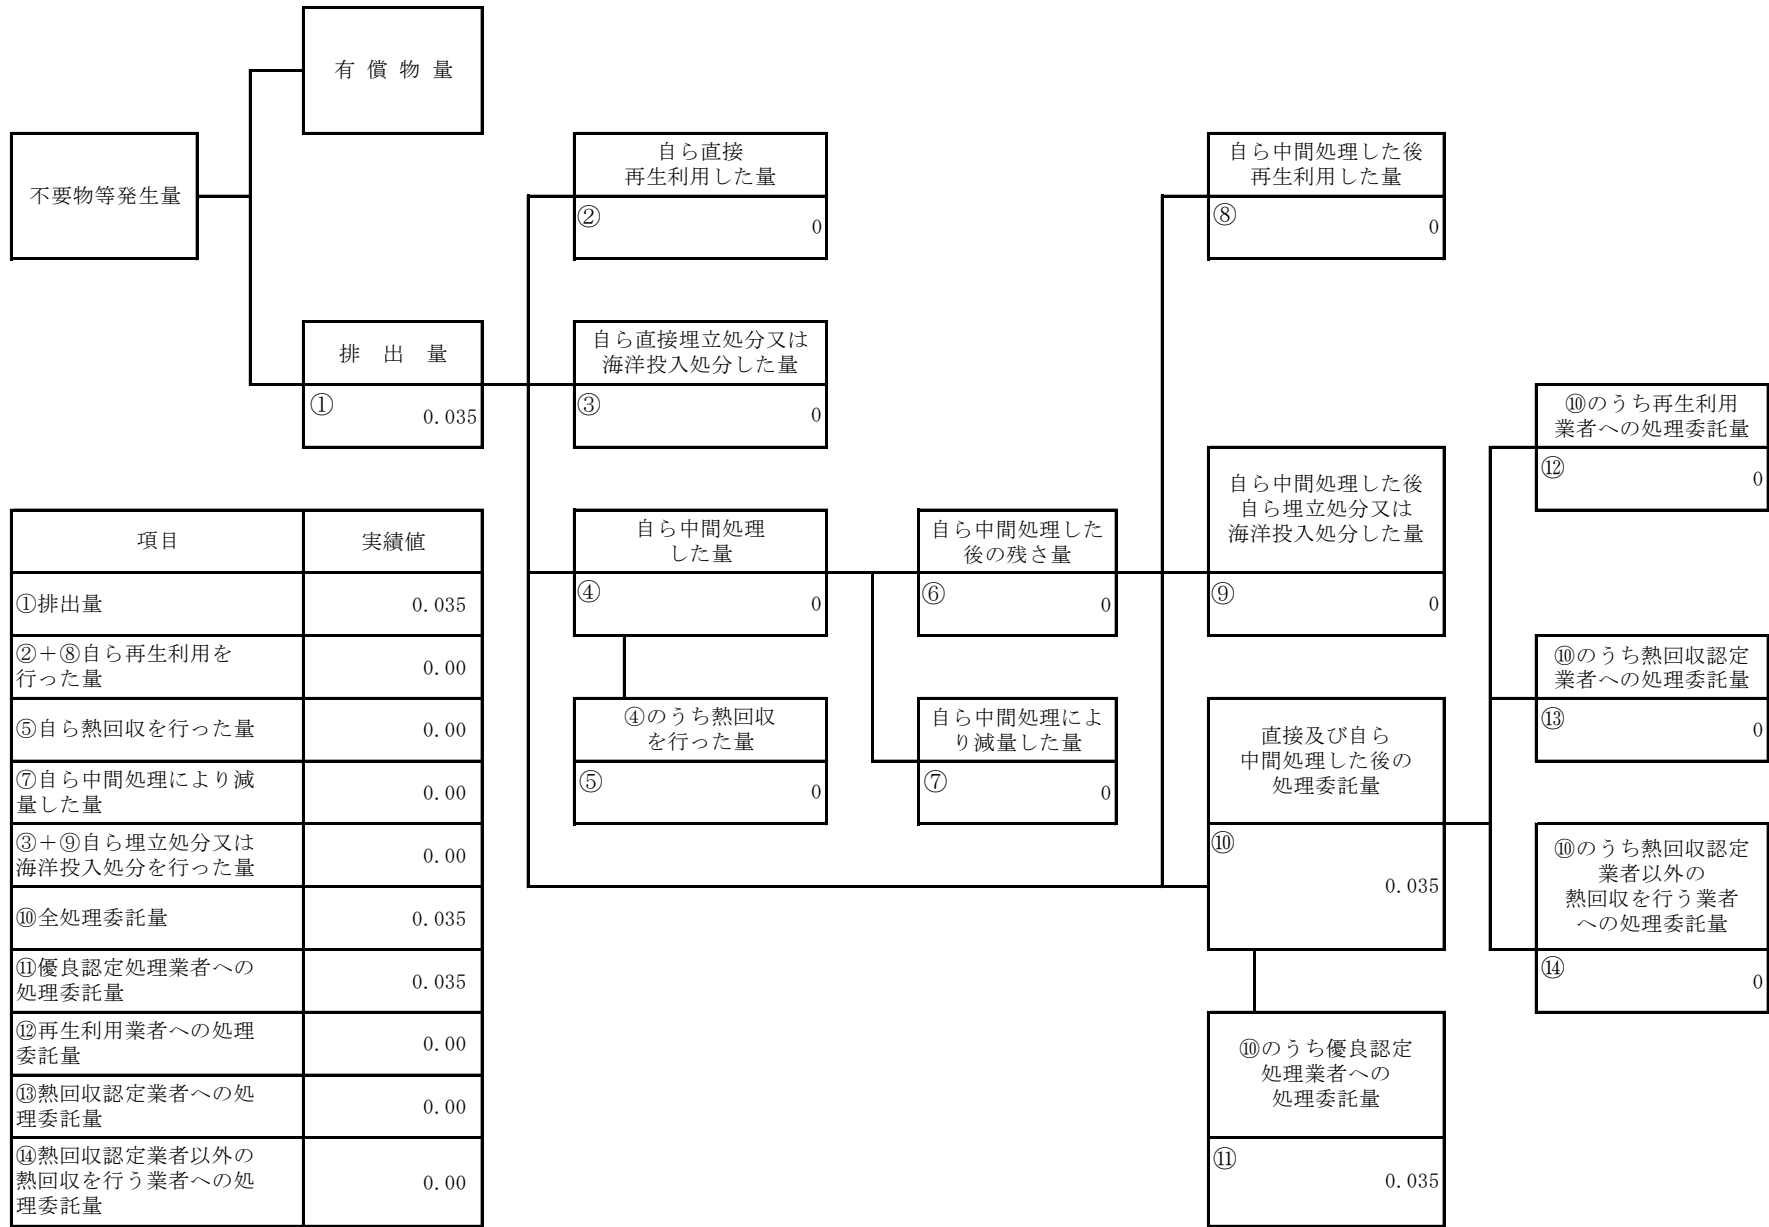 有償物量
不要物等発生量
排出量
① 0.035
自ら直接
再生利用した量
② 0
自ら直接埋立処分又は
海洋投入処分した量
③ 0
自ら中間処理
した量
④ 0
④のうち熱回収
を行った量
⑤ 0
自ら中間処理した
後の残さ量
⑥ 0
自ら中間処理によ
り減量した量
⑦ 0
自ら中間処理した後
再生利用した量
⑧ 0
自ら中間処理した後
自ら埋立処分又は
海洋投入処分した量
⑨ 0
直接及び自ら
中間処理した後の
処理委託量
⑩
0.035
⑩のうち優良認定
処理業者への
処理委託量
⑪
0.035
⑩のうち再生利用
業者への処理委託量
⑫ 0
⑩のうち熱回収認定
業者への処理委託量
⑬ 0
⑩のうち熱回収認定
業者以外の
熱回収を行う業者
への処理委託量
⑭ 0
項目 実績値
①排出量 0.035
②+⑧自ら再生利用を
行った量 0.00
⑤自ら熱回収を行った量 0.00
⑦自ら中間処理により減
量した量 0.00
③+⑨自ら埋立処分又は
海洋投入処分を行った量 0.00
⑩全処理委託量 0.035
⑪優良認定処理業者への
処理委託量 0.035
⑫再生利用業者への処理
委託量 0.00
⑬熱回収認定業者への処
理委託量 0.00
⑭熱回収認定業者以外の
熱回収を行う業者への処
理委託量 0.00